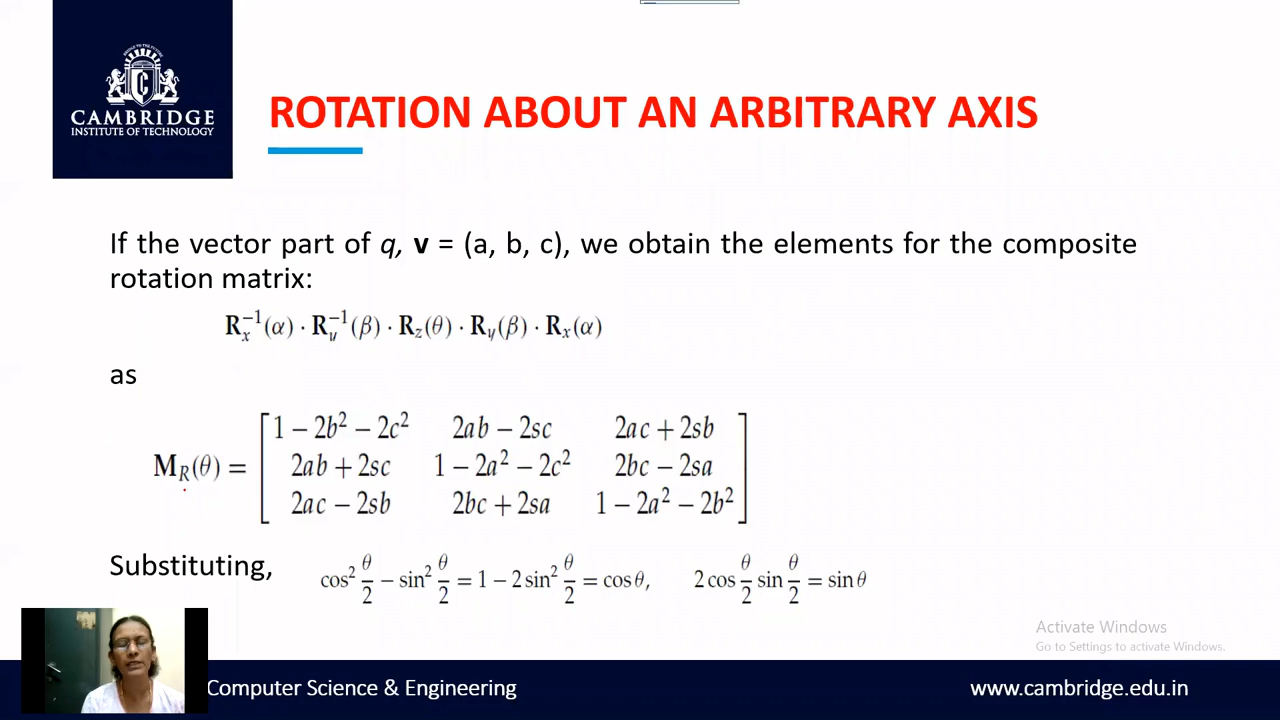 CAMBRIDGE
INSTITUTE OF TECHNOLOGY
ROTATION ABOUT AN ARBITRARY AXIS
If the vector part of q, v = (a, b, c), we obtain the elements for the composite
rotation matrix:
R_x^{-1}(α) · R_y^{-1}(β) · R_z(θ) · R_y(β) · R_x(α)
as
M_R(θ) = [ 1 − 2b² − 2c² 2ab − 2sc 2ac + 2sb
2ab + 2sc 1 − 2a² − 2c² 2bc − 2sa
2ac − 2sb 2bc + 2sa 1 − 2a² − 2b² ]
Substituting, cos² θ/2 − sin² θ/2 = 1 − 2 sin² θ/2 = cos θ, 2 cos θ/2 sin θ/2 = sin θ
Activate Windows
Go to Settings to activate Windows.
Computer Science & Engineering www.cambridge.edu.in